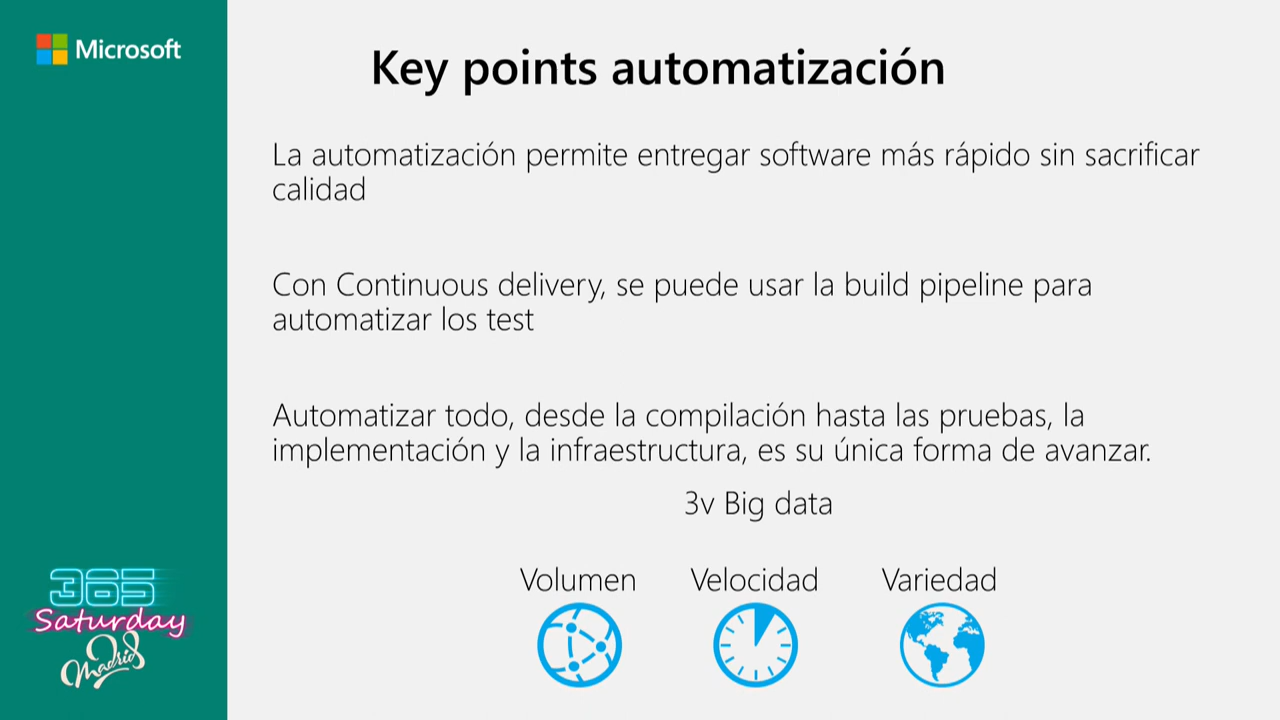 Microsoft
Key points automatización
La automatización permite entregar software más rápido sin sacrificar
calidad
Con Continuous delivery, se puede usar la build pipeline para
automatizar los test
Automatizar todo, desde la compilación hasta las pruebas, la
implementación y la infraestructura, es su única forma de avanzar.
3v Big data
Volumen Velocidad Variedad
365
Saturday
Madrid